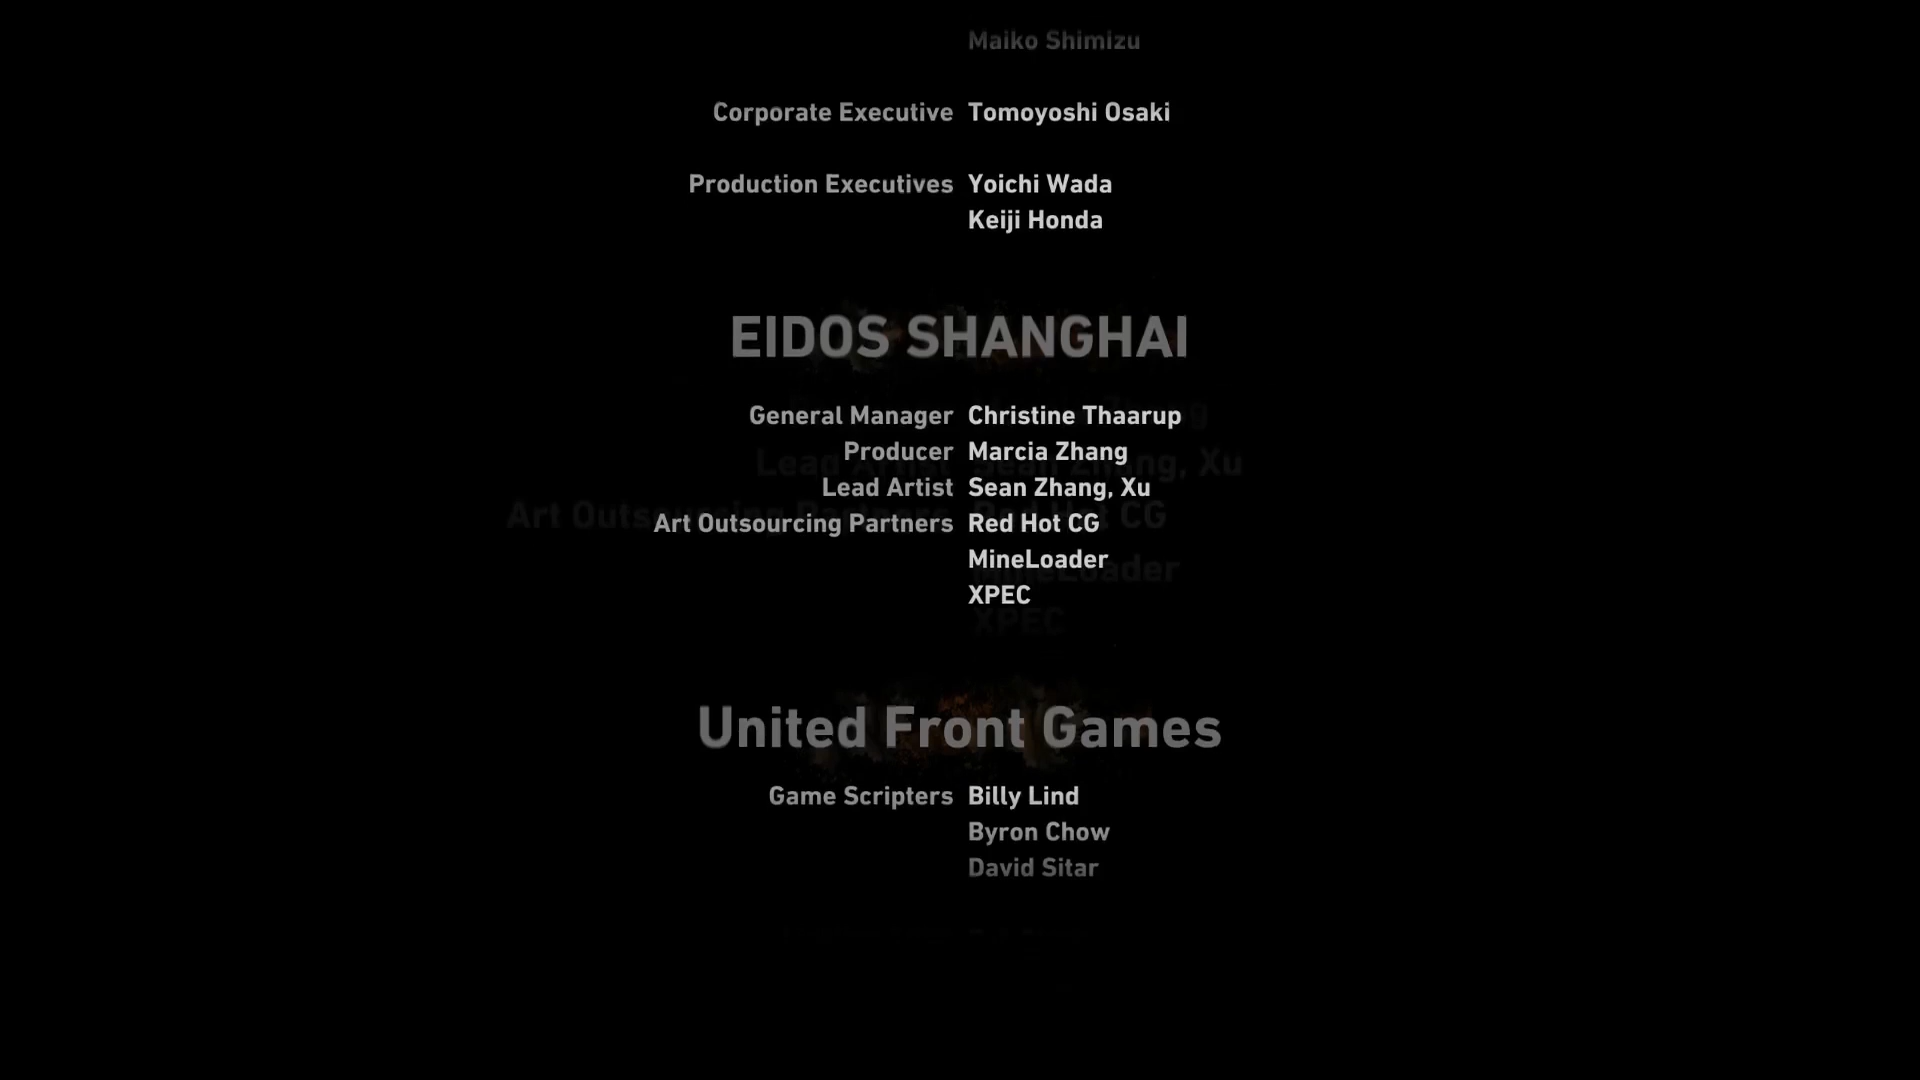 Maiko Shimizu
Corporate Executive Tomoyoshi Osaki
Production Executives Yoichi Wada
Keiji Honda
EIDOS SHANGHAI
General Manager Christine Thaarup
Producer Marcia Zhang
Lead Artist Sean Zhang, Xu
Art Outsourcing Partners Red Hot CG
MineLoader
XPEC
United Front Games
Game Scripters Billy Lind
Byron Chow
David Sitar